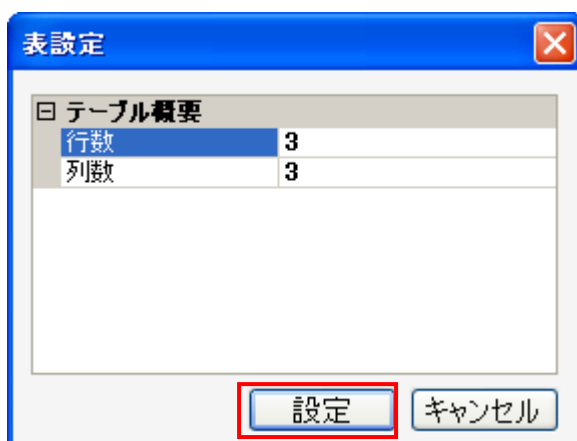 表設定
テーブル概要
行数 3
列数 3
設定 キャンセル